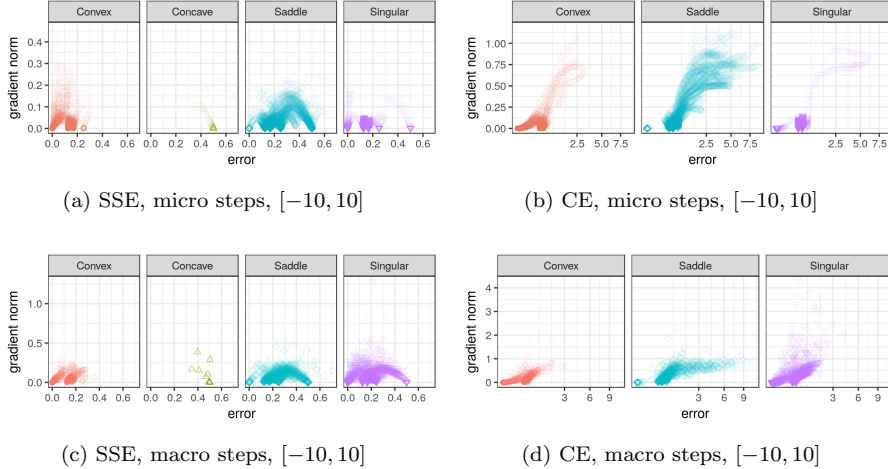 Convex Concave Saddle Singular
gradient norm
0.4
0.3
0.2
0.1
0.0
0.0 0.2 0.4 0.6 0.0 0.2 0.4 0.6 0.0 0.2 0.4 0.6 0.0 0.2 0.4 0.6
error
(a) SSE, micro steps, [−10, 10]
Convex Saddle Singular
gradient norm
1.00
0.75
0.50
0.25
0.00
2.5 5.0 7.5 2.5 5.0 7.5 2.5 5.0 7.5
error
(b) CE, micro steps, [−10, 10]
Convex Concave Saddle Singular
gradient norm
1.0
0.5
0.0
0.0 0.2 0.4 0.6 0.0 0.2 0.4 0.6 0.0 0.2 0.4 0.6 0.0 0.2 0.4 0.6
error
(c) SSE, macro steps, [−10, 10]
Convex Saddle Singular
gradient norm
4
3
2
1
0
3 6 9 3 6 9 3 6 9
error
(d) CE, macro steps, [−10, 10]